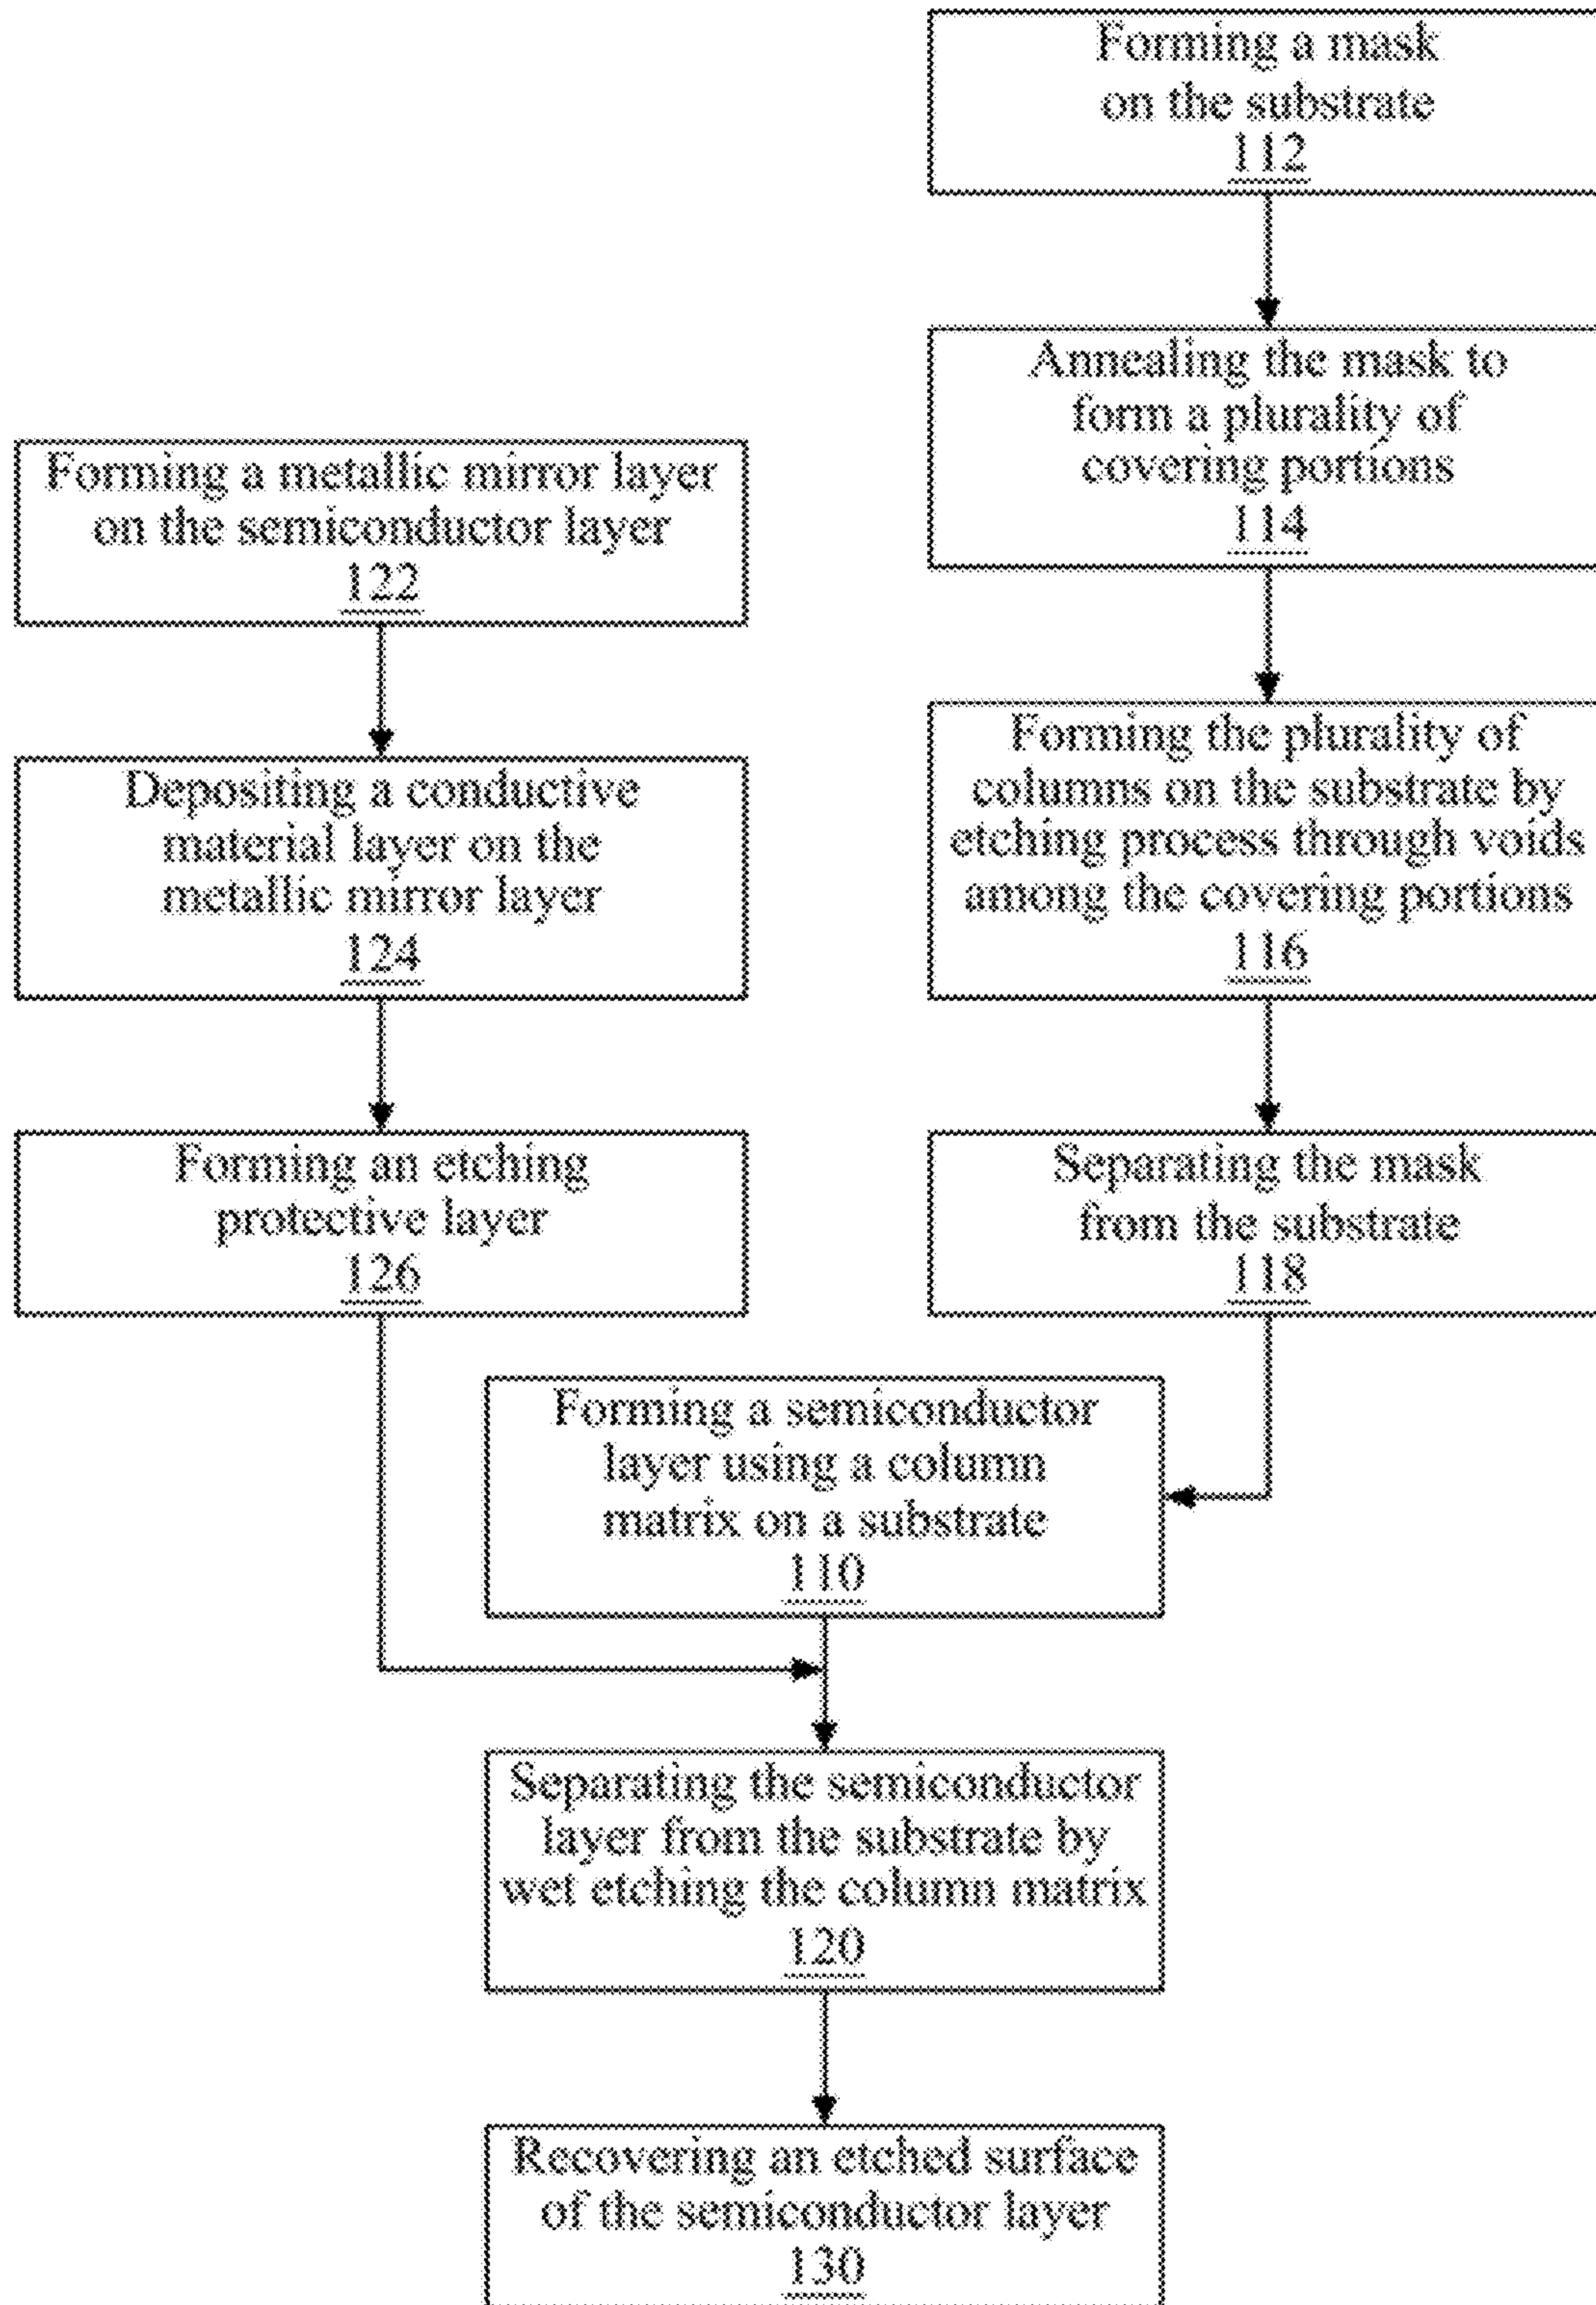 Forming a mask
on the substrate
112
Annealing the mask to
form a plurality of
covering portions
114
Forming a metallic mirror layer
on the semiconductor layer
122
Forming the plurality of
columns on the substrate by
etching process through voids
among the covering portions
116
Depositing a conductive
material layer on the
metallic mirror layer
124
Forming an etching
protective layer
126
Separating the mask
from the substrate
118
Forming a semiconductor
layer using a column
matrix on a substrate
110
Separating the semiconductor
layer from the substrate by
wet etching the column matrix
120
Recovering an etched surface
of the semiconductor layer
130